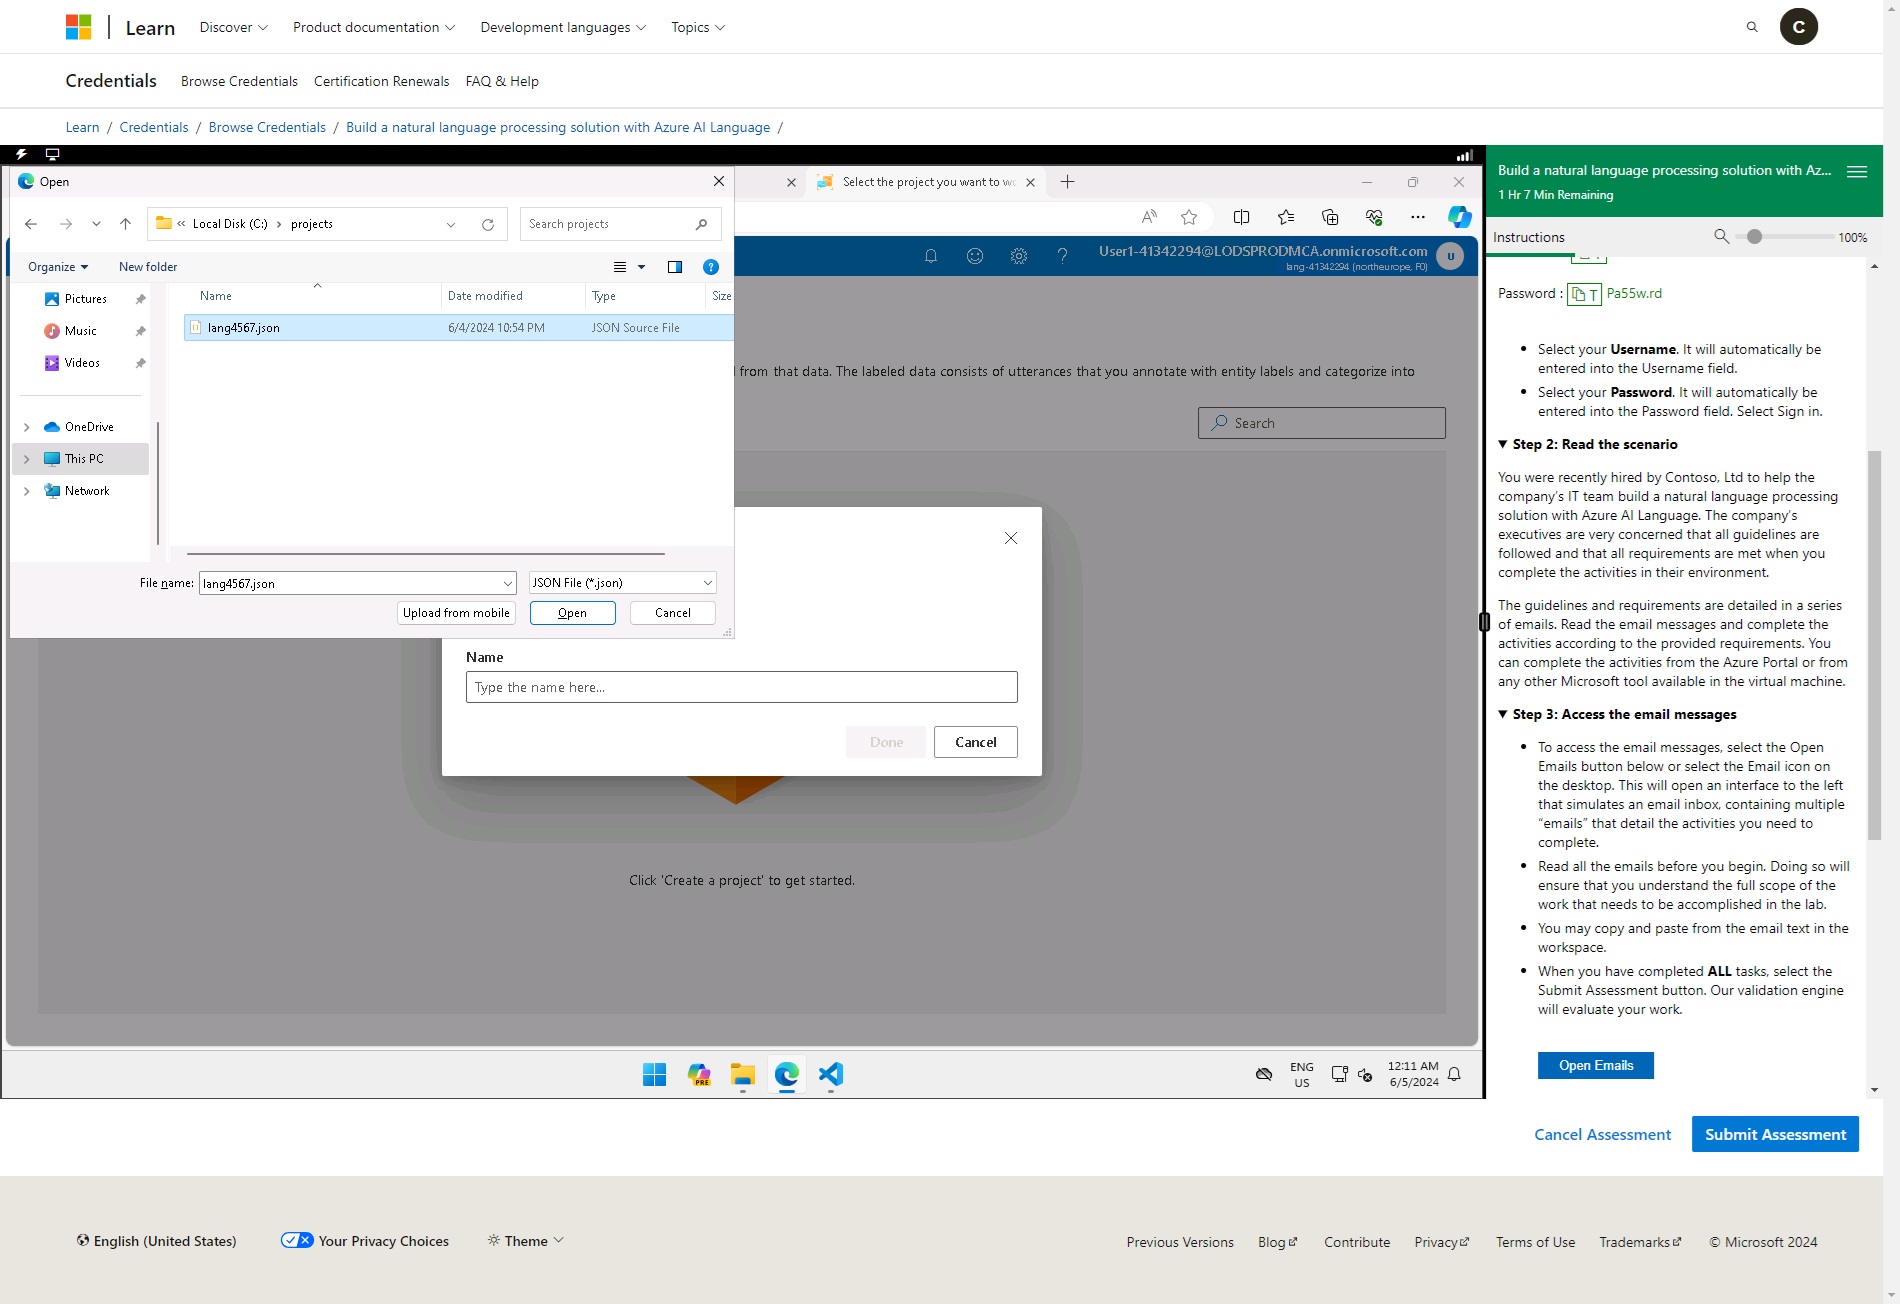 Learn
Discover
Product documentation
Development languages
Topics
C
Credentials
Browse Credentials
Certification Renewals
FAQ & Help
Learn / Credentials / Browse Credentials / Build a natural language processing solution with Azure AI Language /
Open
Select the project you want to wo
Local Disk (C:) > projects
Search projects
Organize
New folder
Pictures
Music
Videos
OneDrive
This PC
Network
Name
Date modified
Type
Size
lang4567.json
6/4/2024 10:54 PM
JSON Source File
File name:
lang4567.json
JSON File (*.json)
Upload from mobile
Open
Cancel
User1-41342294@LODSPRODMCA.onmicrosoft.com
lang-41342294 (northeurope, F0)
U
from that data. The labeled data consists of utterances that you annotate with entity labels and categorize into
Search
Name
Type the name here...
Done
Cancel
Click 'Create a project' to get started.
PRE
ENG
US
12:11 AM
6/5/2024
Build a natural language processing solution with Az...
1 Hr 7 Min Remaining
Instructions
100%
Password : T Pa55w.rd
• Select your Username. It will automatically be
entered into the Username field.
• Select your Password. It will automatically be
entered into the Password field. Select Sign in.
▼ Step 2: Read the scenario
You were recently hired by Contoso, Ltd to help the
company's IT team build a natural language processing
solution with Azure AI Language. The company's
executives are very concerned that all guidelines are
followed and that all requirements are met when you
complete the activities in their environment.
The guidelines and requirements are detailed in a series
of emails. Read the email messages and complete the
activities according to the provided requirements. You
can complete the activities from the Azure Portal or from
any other Microsoft tool available in the virtual machine.
▼ Step 3: Access the email messages
• To access the email messages, select the Open
Emails button below or select the Email icon on
the desktop. This will open an interface to the left
that simulates an email inbox, containing multiple
“emails” that detail the activities you need to
complete.
• Read all the emails before you begin. Doing so will
ensure that you understand the full scope of the
work that needs to be accomplished in the lab.
• You may copy and paste from the email text in the
workspace.
• When you have completed ALL tasks, select the
Submit Assessment button. Our validation engine
will evaluate your work.
Open Emails
Cancel Assessment
Submit Assessment
English (United States)
Your Privacy Choices
Theme
Previous Versions
Blog
Contribute
Privacy
Terms of Use
Trademarks
© Microsoft 2024